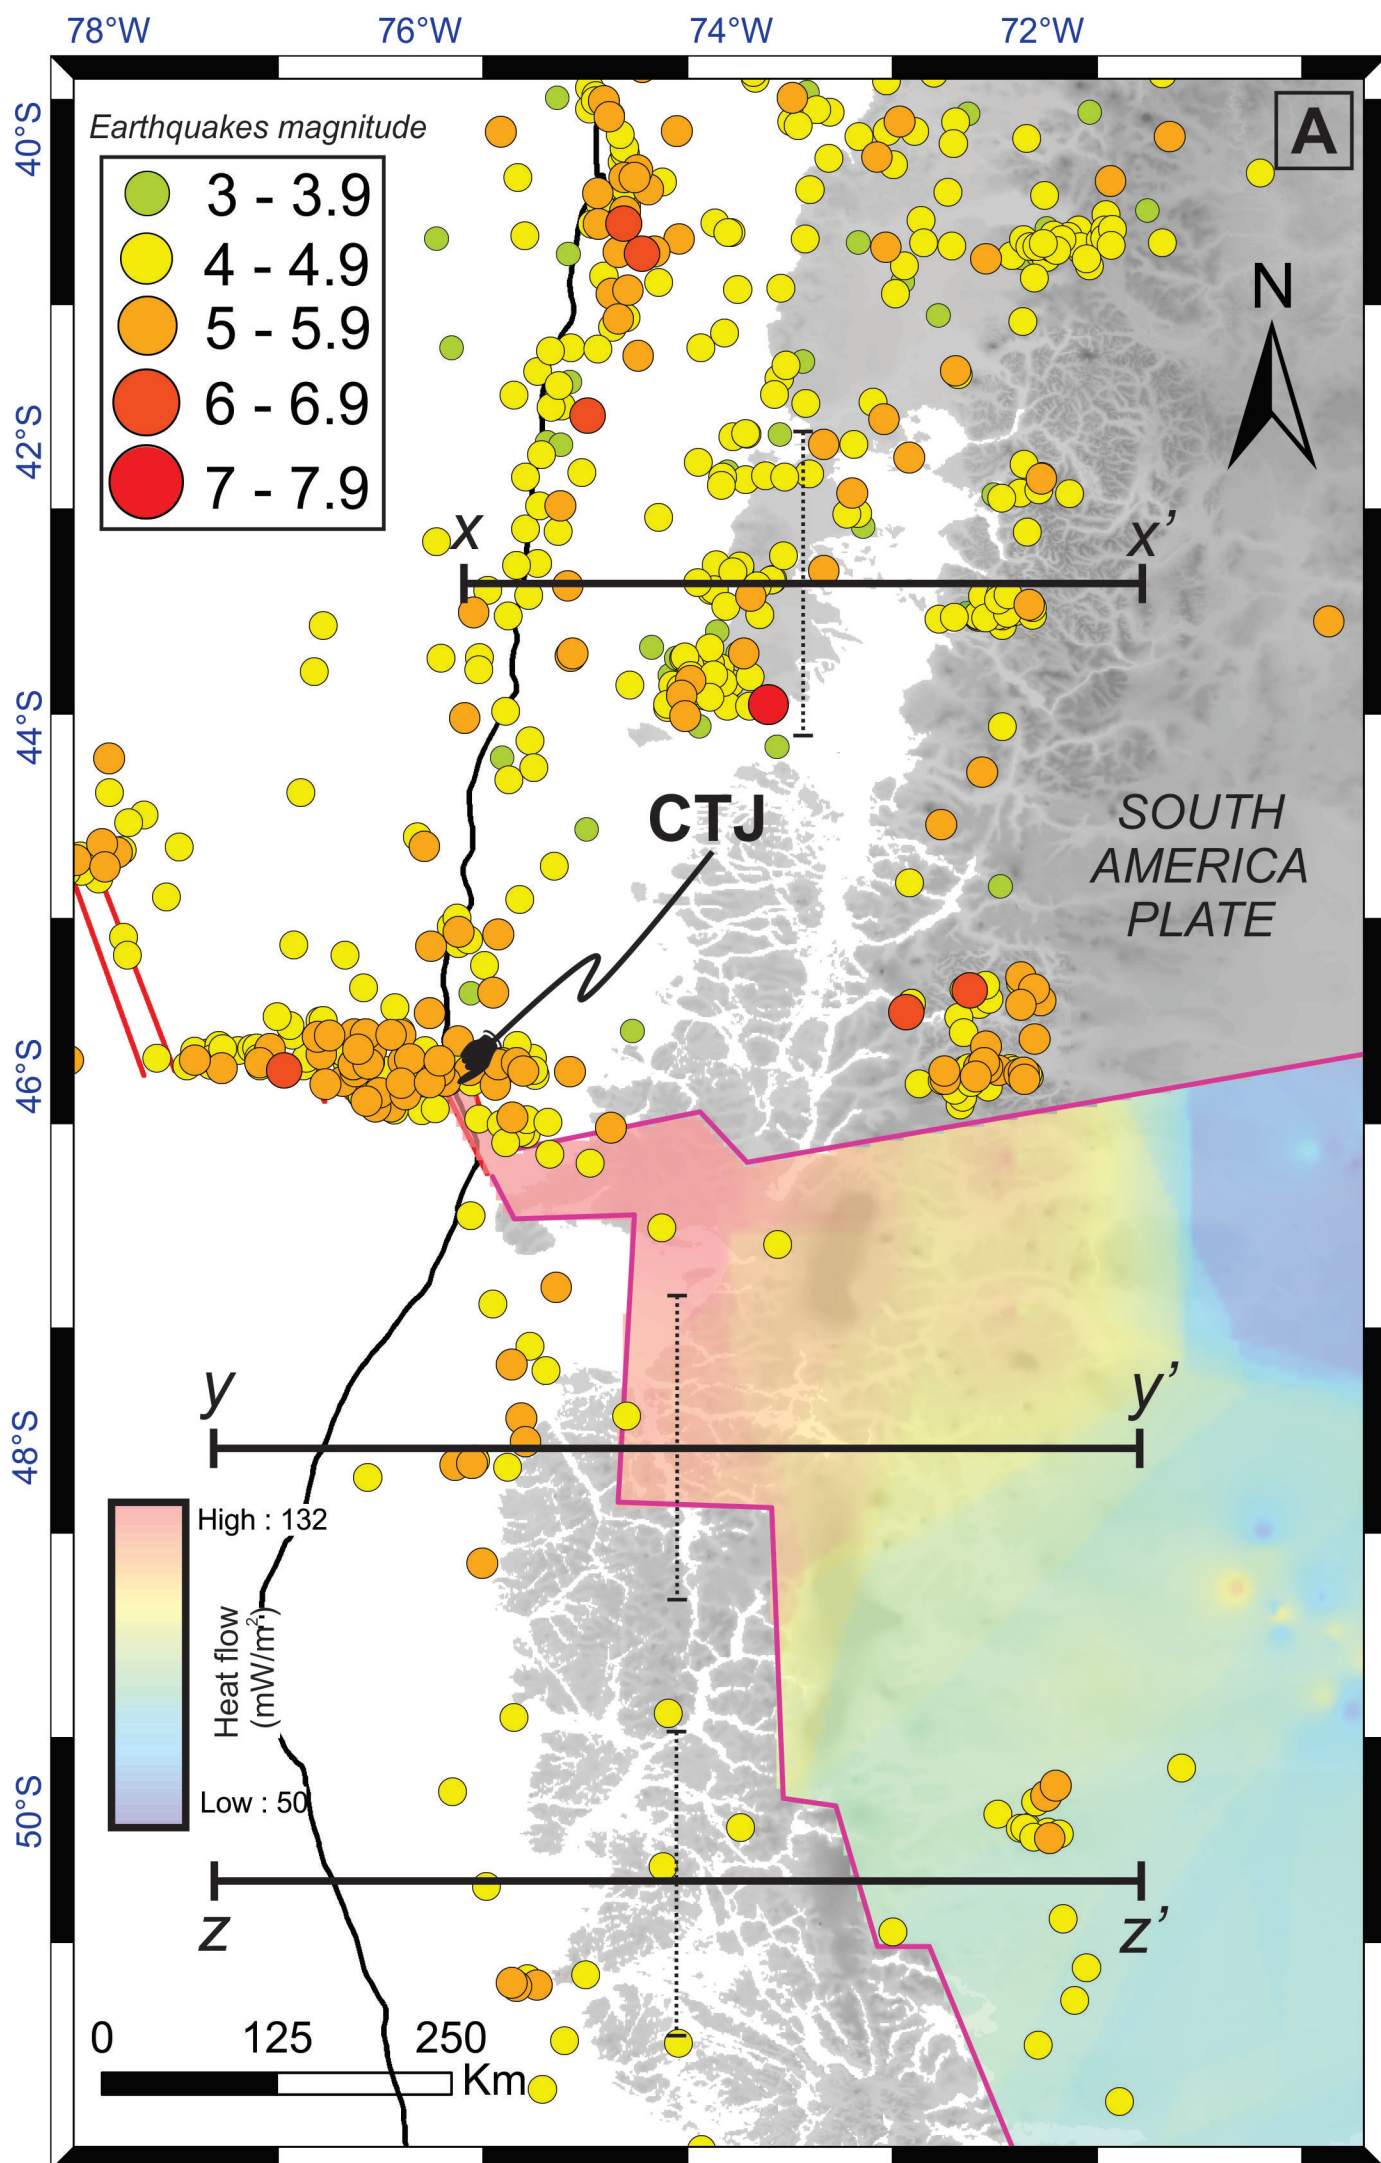 78°W 76°W 74°W 72°W
40°S
Earthquakes magnitude
A
3 - 3.9
4 - 4.9
5 - 5.9
6 - 6.9
7 - 7.9
N
42°S
x x’
44°S
CTJ
SOUTH
AMERICA
PLATE
46°S
y y’
48°S
High : 132
Heat flow
(mW/m²)
Low : 50
50°S
z z’
0 125 250
Km